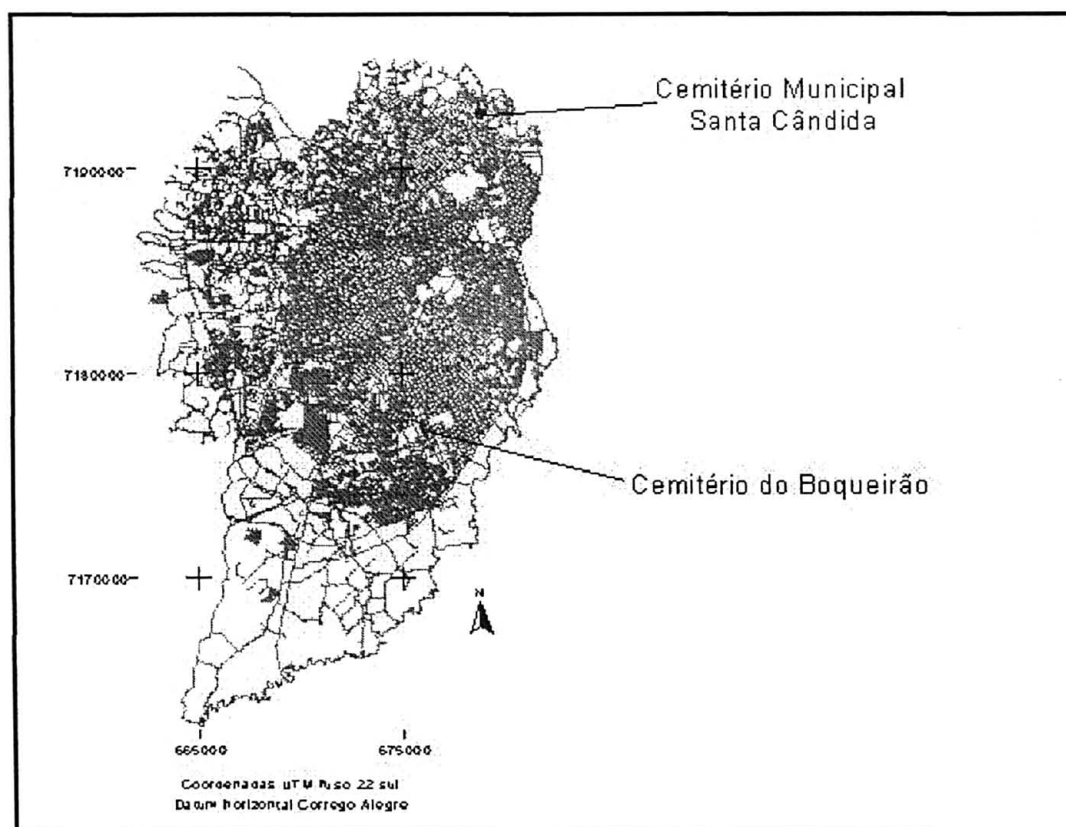 Cemitério Municipal
Santa Cândida
7190000
7180000
Cemitério do Boqueirão
7170000
N
665000
675000
Coordenadas UTM fuso 22 sul
Datum horizontal Corrego Alegre